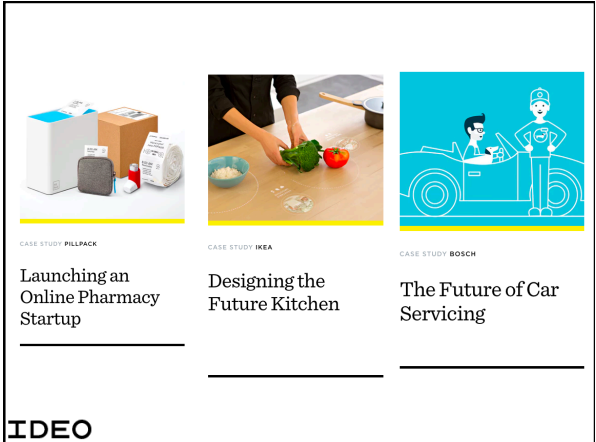 CASE STUDY PILLPACK
Launching an
Online Pharmacy
Startup
CASE STUDY IKEA
Designing the
Future Kitchen
CASE STUDY BOSCH
The Future of Car
Servicing
IDEO